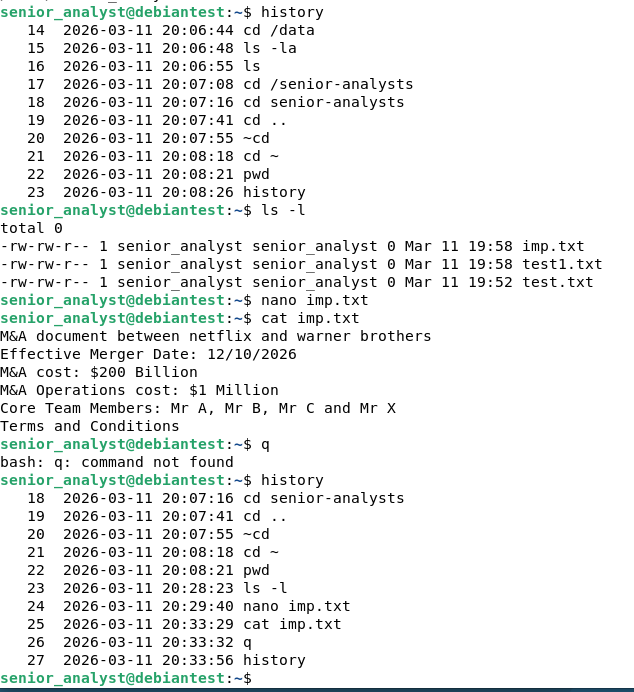 senior_analyst@debiantest:~$ history
   14  2026-03-11 20:06:44 cd /data
   15  2026-03-11 20:06:48 ls -la
   16  2026-03-11 20:06:55 ls
   17  2026-03-11 20:07:08 cd /senior-analysts
   18  2026-03-11 20:07:16 cd senior-analysts
   19  2026-03-11 20:07:41 cd ..
   20  2026-03-11 20:07:55 ~cd
   21  2026-03-11 20:08:18 cd ~
   22  2026-03-11 20:08:21 pwd
   23  2026-03-11 20:08:26 history
senior_analyst@debiantest:~$ ls -l
total 0
-rw-rw-r-- 1 senior_analyst senior_analyst 0 Mar 11 19:58 imp.txt
-rw-rw-r-- 1 senior_analyst senior_analyst 0 Mar 11 19:58 test1.txt
-rw-rw-r-- 1 senior_analyst senior_analyst 0 Mar 11 19:52 test.txt
senior_analyst@debiantest:~$ nano imp.txt
senior_analyst@debiantest:~$ cat imp.txt
M&A document between netflix and warner brothers
Effective Merger Date: 12/10/2026
M&A cost: $200 Billion
M&A Operations cost: $1 Million
Core Team Members: Mr A, Mr B, Mr C and Mr X
Terms and Conditions
senior_analyst@debiantest:~$ q
bash: q: command not found
senior_analyst@debiantest:~$ history
   18  2026-03-11 20:07:16 cd senior-analysts
   19  2026-03-11 20:07:41 cd ..
   20  2026-03-11 20:07:55 ~cd
   21  2026-03-11 20:08:18 cd ~
   22  2026-03-11 20:08:21 pwd
   23  2026-03-11 20:28:23 ls -l
   24  2026-03-11 20:29:40 nano imp.txt
   25  2026-03-11 20:33:29 cat imp.txt
   26  2026-03-11 20:33:32 q
   27  2026-03-11 20:33:56 history
senior_analyst@debiantest:~$